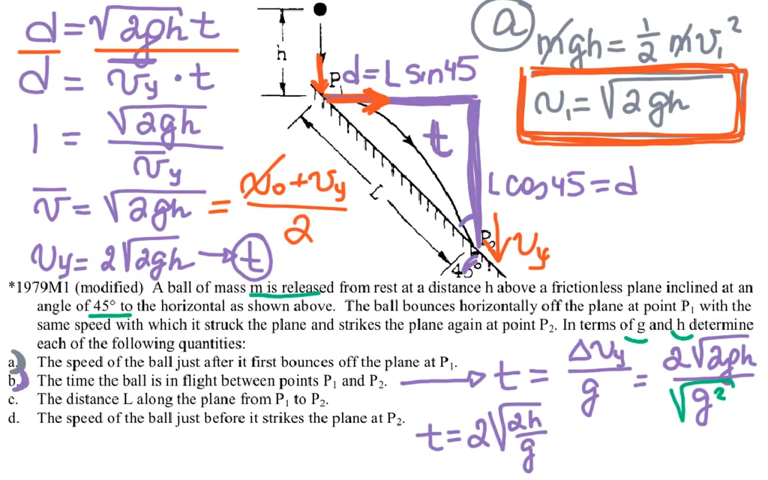 d = √2gh t
d = v̄y · t
1 = √2gh / v̄y
v̄ = √2gh = (v0 + vy) / 2
vy = 2√2gh → t
h
P1
d = L sin45
t
L
L cos45 = d
P2
vy
45°
a
mgh = 1/2 mv1²
v1 = √2gh
*1979M1 (modified) A ball of mass m is released from rest at a distance h above a frictionless plane inclined at an
angle of 45° to the horizontal as shown above. The ball bounces horizontally off the plane at point P1 with the
same speed with which it struck the plane and strikes the plane again at point P2. In terms of g and h determine
each of the following quantities:
a. The speed of the ball just after it first bounces off the plane at P1.
b. The time the ball is in flight between points P1 and P2.
c. The distance L along the plane from P1 to P2.
d. The speed of the ball just before it strikes the plane at P2.
→ t = Δvy / g = 2√2gh / √g²
t = 2√(2h/g)